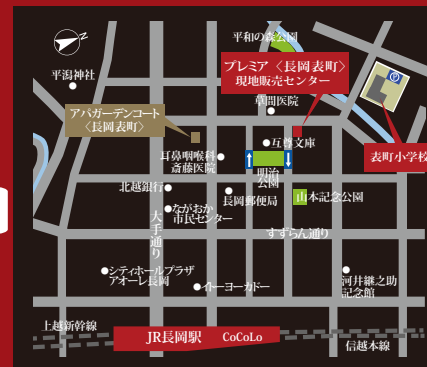 平和の森公園
プレミア〈長岡表町〉
現地販売センター
平潟神社
P
草間医院
アパガーデンコート
〈長岡表町〉
互尊文庫
表町小学校
耳鼻咽喉科
斎藤医院
明治
公園
北越銀行
長岡郵便局
山本記念公園
大手通り
ながおか
市民センター
すずらん通り
シティホールプラザ
アオーレ長岡
イトーヨーカドー
河井継之助
記念館
上越新幹線
JR長岡駅 CoCoLo
信越本線